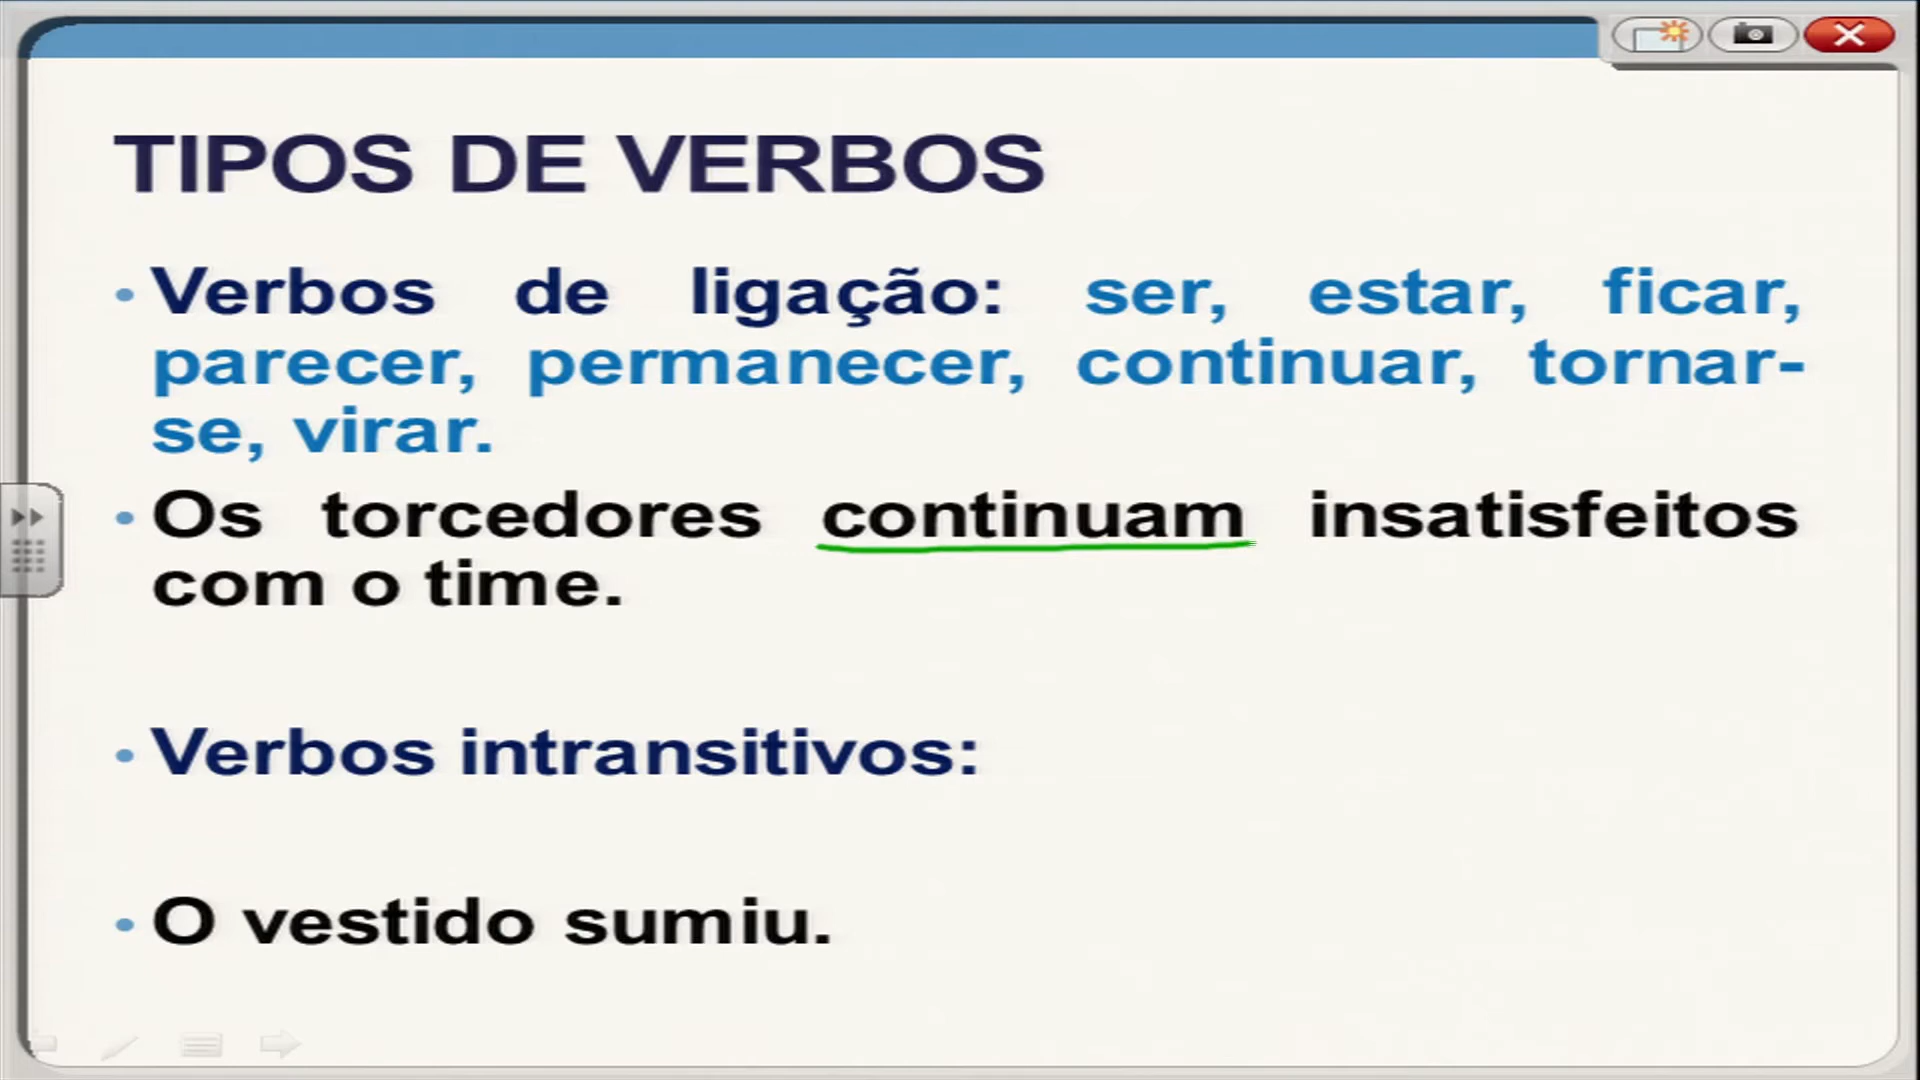 TIPOS DE VERBOS
• Verbos de ligação: ser, estar, ficar,
parecer, permanecer, continuar, tornar-
se, virar.
• Os torcedores continuam insatisfeitos
com o time.
• Verbos intransitivos:
• O vestido sumiu.